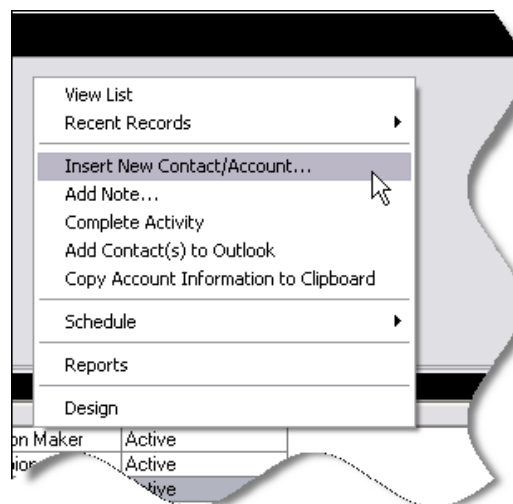 View List
Recent Records
Insert New Contact/Account...
Add Note...
Complete Activity
Add Contact(s) to Outlook
Copy Account Information to Clipboard
Schedule
Reports
Design
Maker Active
Active